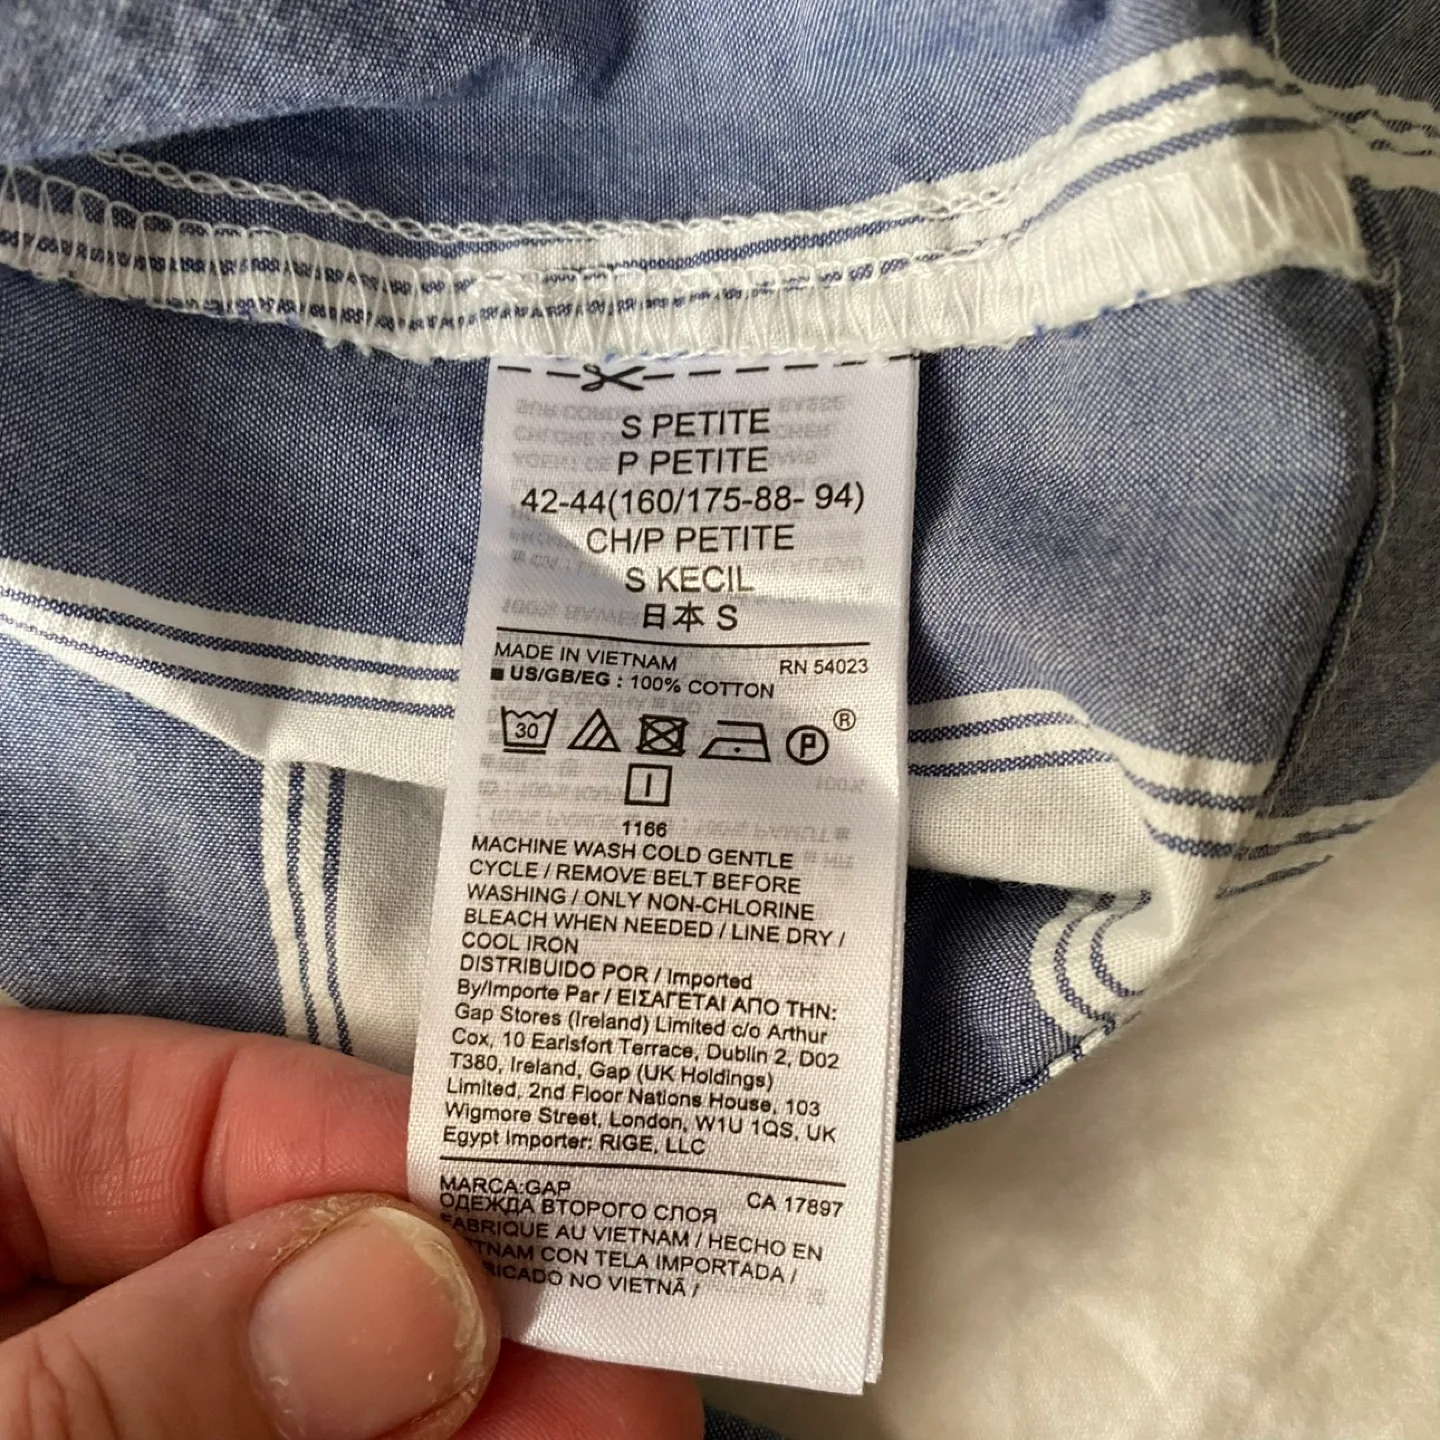 S PETITE
P PETITE
42-44(160/175-88- 94)
CH/P PETITE
S KECIL
日本 S
MADE IN VIETNAM RN 54023
■ US/GB/EG : 100% COTTON
30 P ®
1166
MACHINE WASH COLD GENTLE
CYCLE / REMOVE BELT BEFORE
WASHING / ONLY NON-CHLORINE
BLEACH WHEN NEEDED / LINE DRY /
COOL IRON
DISTRIBUIDO POR / Imported
By/Importe Par / ΕΙΣΑΓΕΤΑΙ ΑΠΟ ΤΗΝ:
Gap Stores (Ireland) Limited c/o Arthur
Cox, 10 Earlsfort Terrace, Dublin 2, D02
T380, Ireland, Gap (UK Holdings)
Limited, 2nd Floor Nations House, 103
Wigmore Street, London, W1U 1QS, UK
Egypt Importer: RIGE, LLC
MARCA:GAP CA 17897
ОДЕЖДА ВТОРОГО СЛОЯ
FABRIQUE AU VIETNAM / HECHO EN
TNAM CON TELA IMPORTADA /
RICADO NO VIETNÃ /